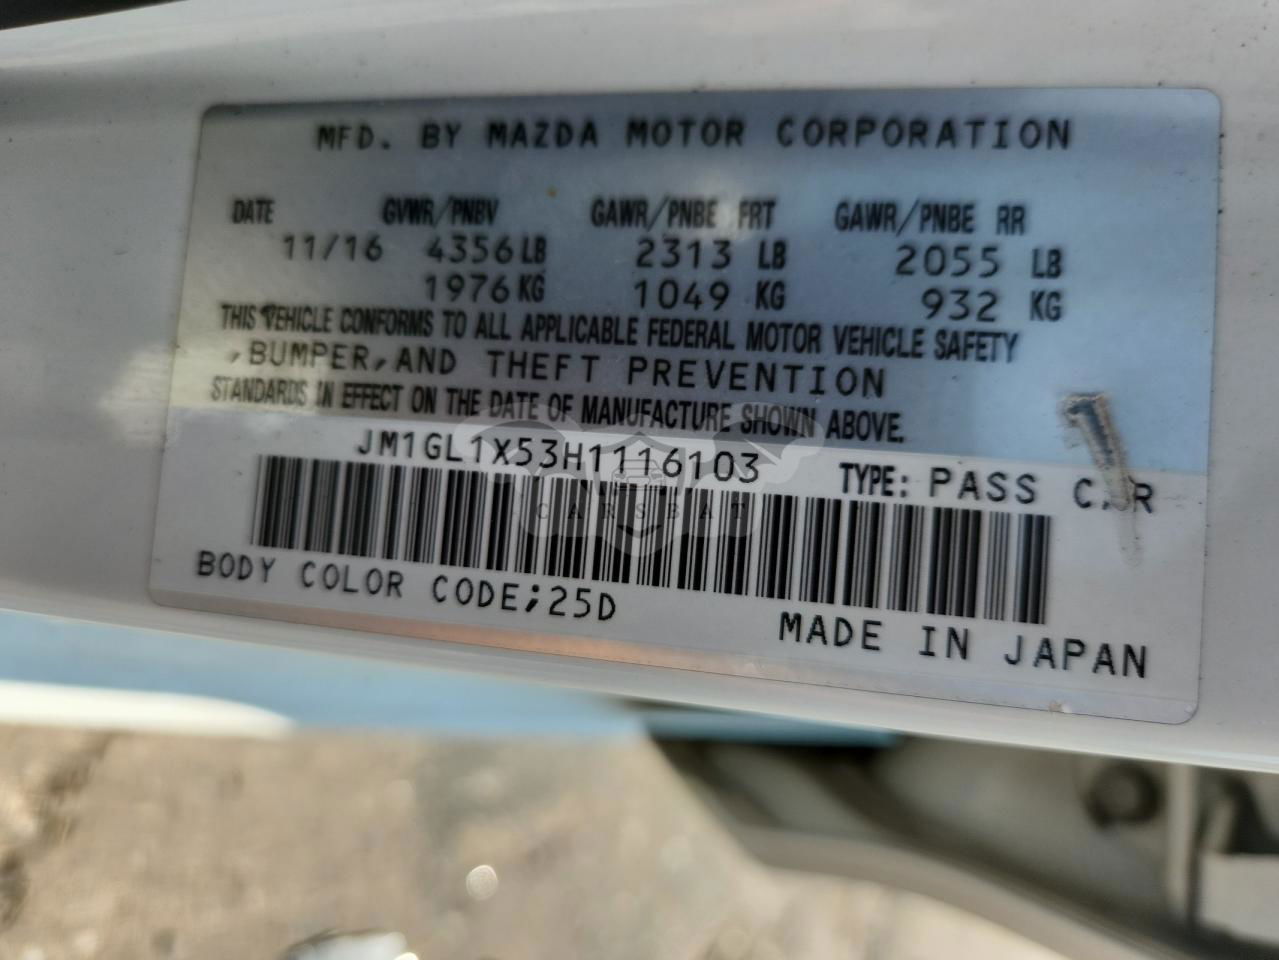 MFD. BY MAZDA MOTOR CORPORATION
DATE GVWR/PNBV GAWR/PNBE FRT GAWR/PNBE RR
11/16 4356 LB 2313 LB 2055 LB
1976 KG 1049 KG 932 KG
THIS VEHICLE CONFORMS TO ALL APPLICABLE FEDERAL MOTOR VEHICLE SAFETY
,BUMPER,AND THEFT PREVENTION
STANDARDS IN EFFECT ON THE DATE OF MANUFACTURE SHOWN ABOVE.
JM1GL1X53H1116103 TYPE: PASS CAR
CARSBAT
BODY COLOR CODE;25D
MADE IN JAPAN